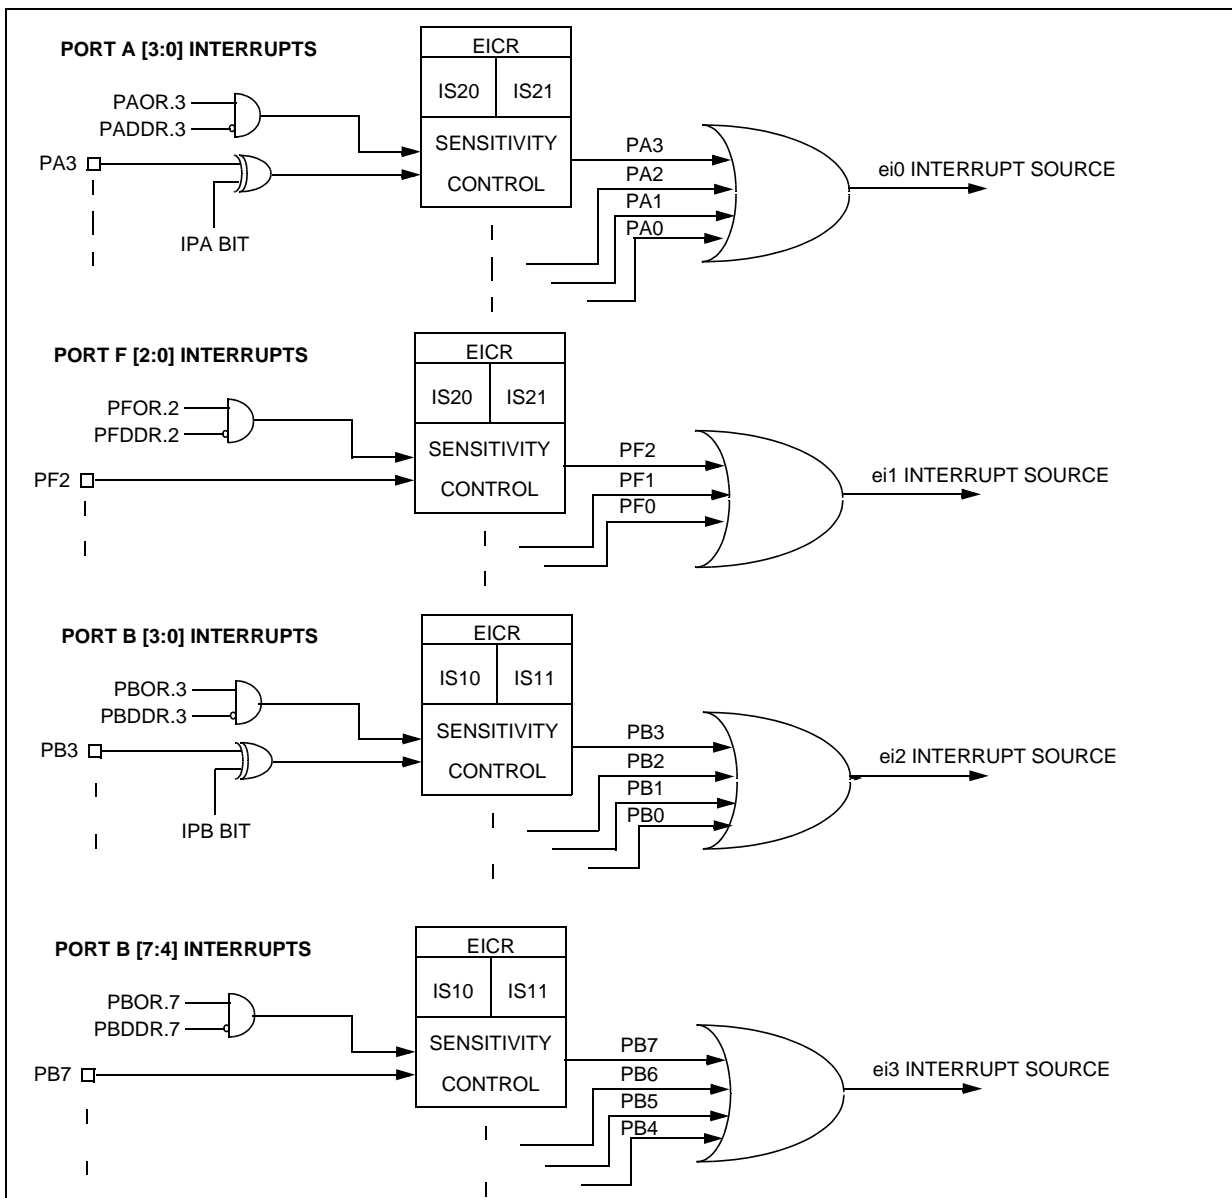 PORT A [3:0] INTERRUPTS
EICR
IS20 IS21
PAOR.3
PADDR.3
SENSITIVITY
CONTROL
PA3
IPA BIT
PA3
PA2
PA1
PA0
ei0 INTERRUPT SOURCE
PORT F [2:0] INTERRUPTS
EICR
IS20 IS21
PFOR.2
PFDDR.2
SENSITIVITY
CONTROL
PF2
PF2
PF1
PF0
ei1 INTERRUPT SOURCE
PORT B [3:0] INTERRUPTS
EICR
IS10 IS11
PBOR.3
PBDDR.3
SENSITIVITY
CONTROL
PB3
IPB BIT
PB3
PB2
PB1
PB0
ei2 INTERRUPT SOURCE
PORT B [7:4] INTERRUPTS
EICR
IS10 IS11
PBOR.7
PBDDR.7
SENSITIVITY
CONTROL
PB7
PB7
PB6
PB5
PB4
ei3 INTERRUPT SOURCE